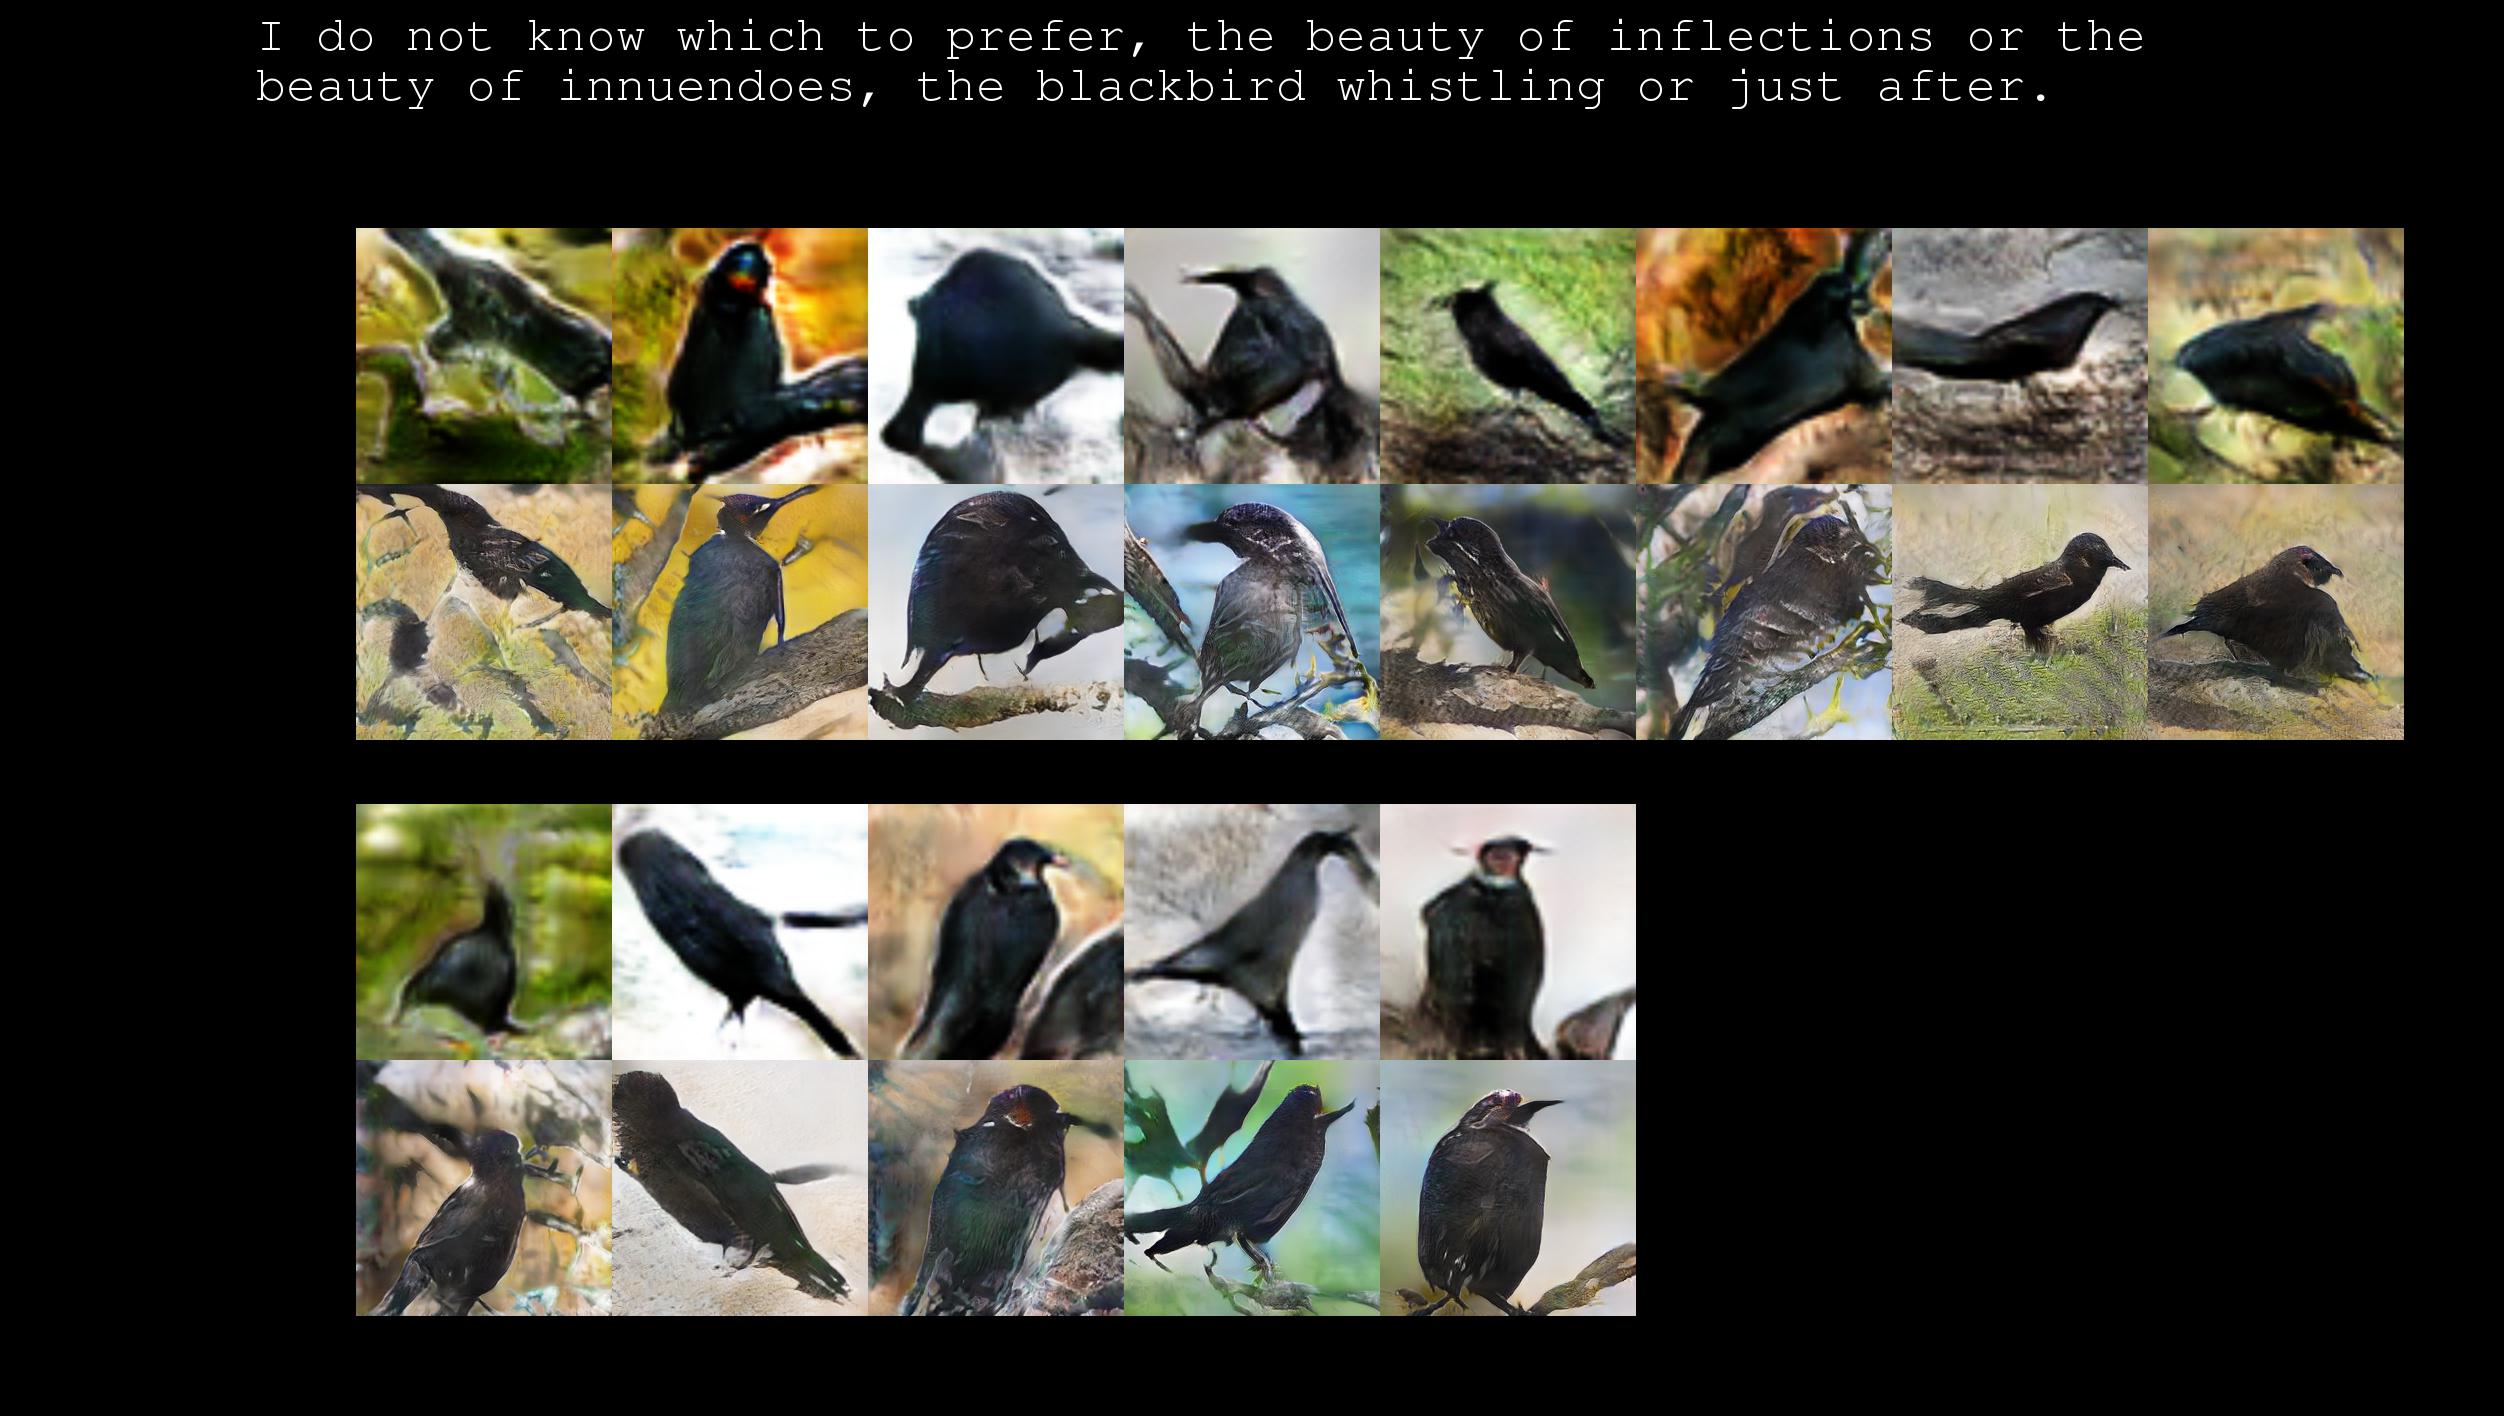 I do not know which to prefer, the beauty of inflections or the
beauty of innuendoes, the blackbird whistling or just after.